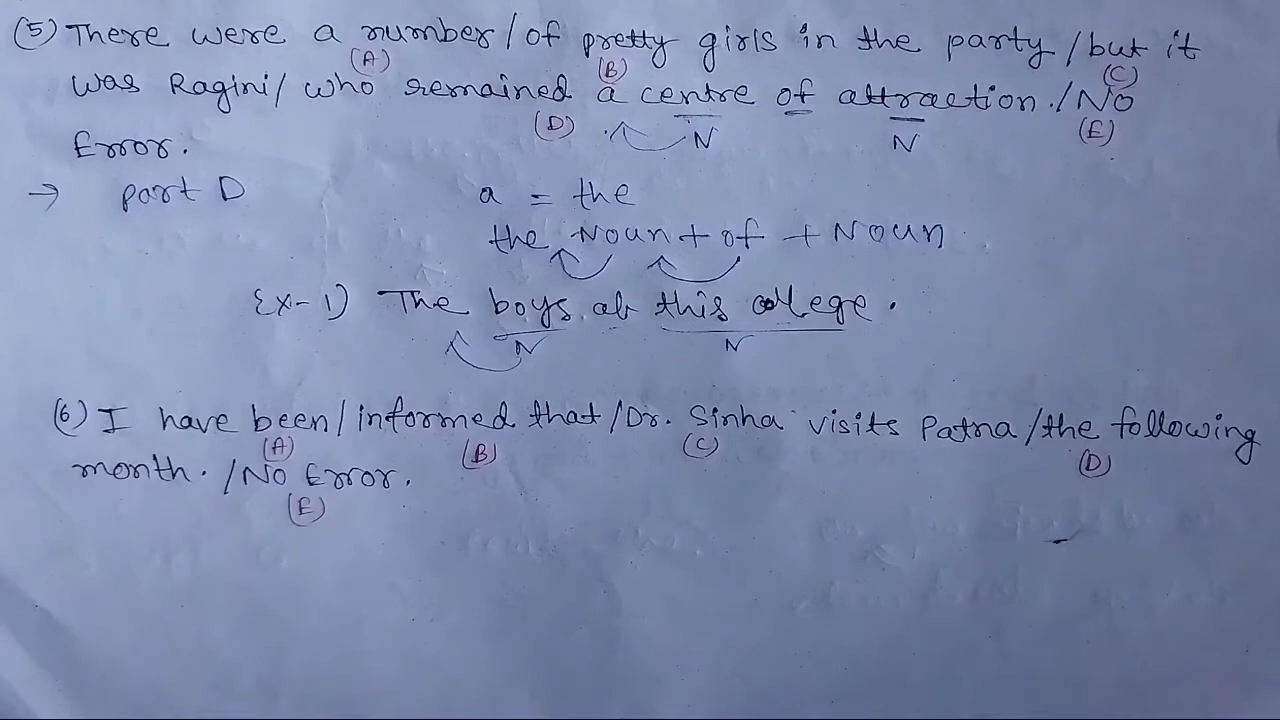 (5) There were a number / of pretty girls in the party / but it
(A) (B) (C)
was Ragini / who remained a centre of attraction. / No
(D) N N (E)
Error.
→ part D a = the
the Noun + of + Noun
Ex-1) The boys of this college.
N N
(6) I have been / informed that / Dr. Sinha visits Patna / the following
(A) (B) (C) (D)
month. / No Error.
(E)